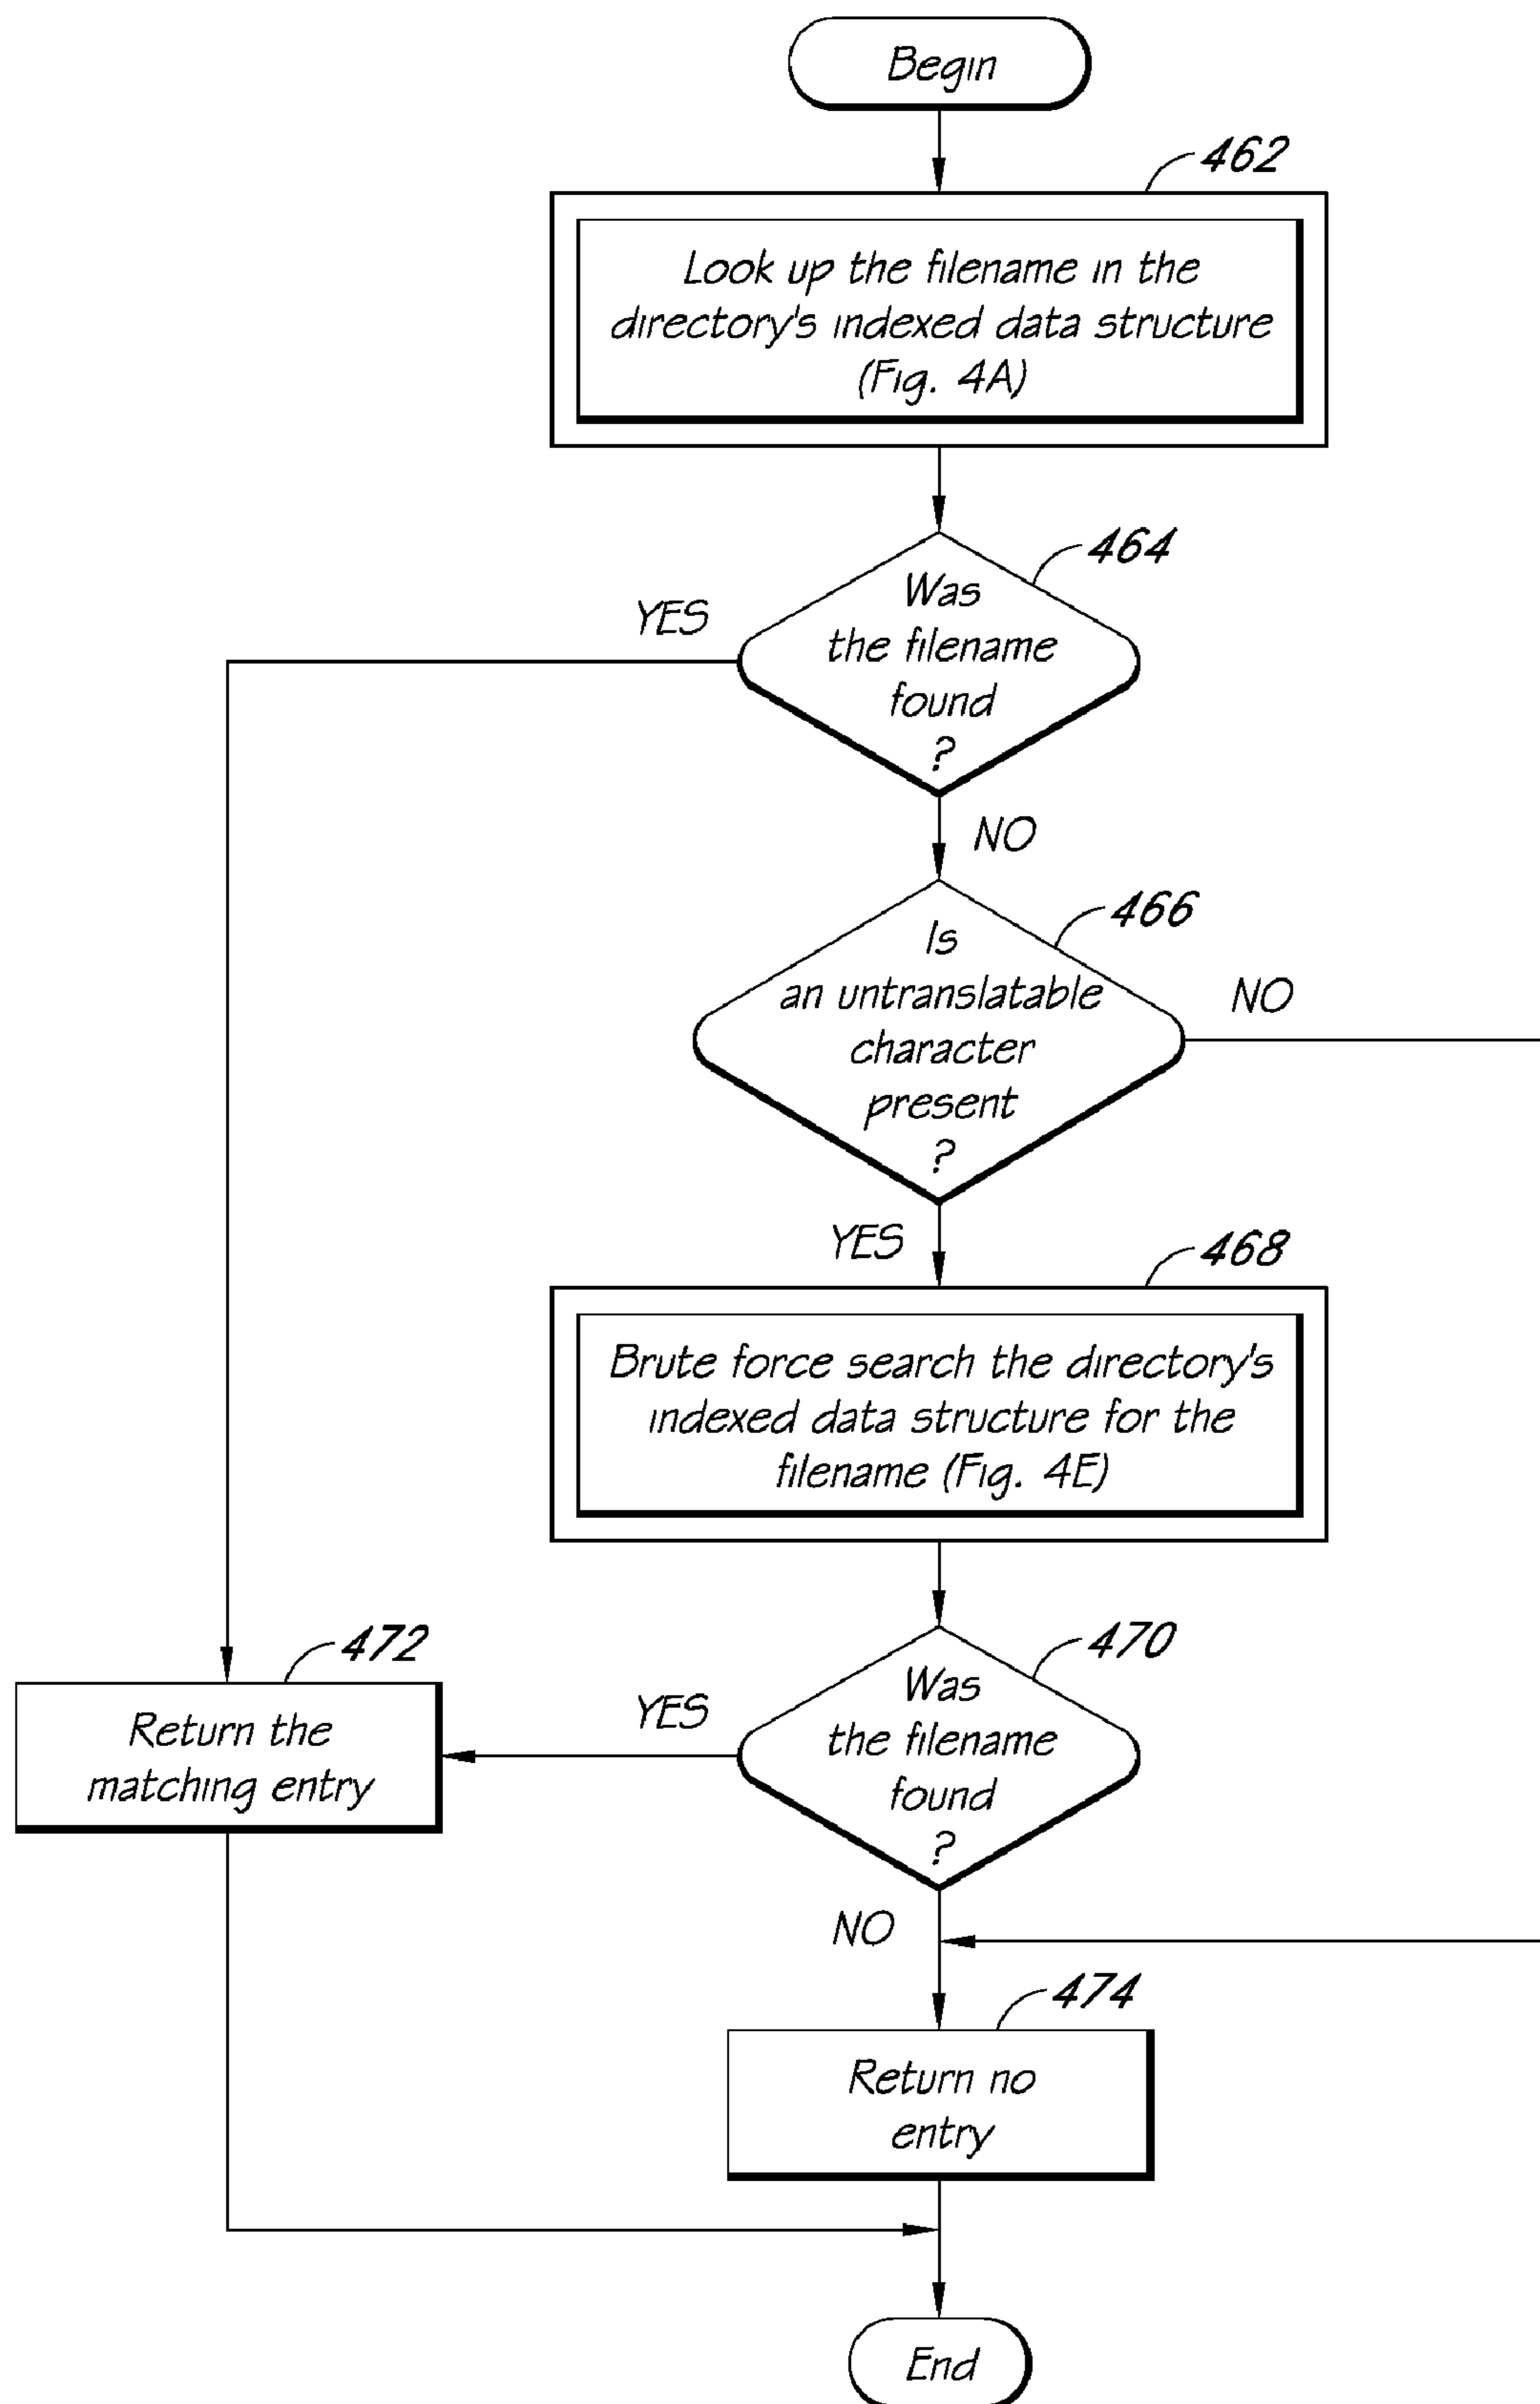 Begin
462
Look up the filename in the
directory's indexed data structure
(Fig. 4A)
464
Was
the filename
found
?
YES
NO
466
Is
an untranslatable
character
present
?
NO
YES
468
Brute force search the directory's
indexed data structure for the
filename (Fig. 4E)
470
Was
the filename
found
?
YES
472
Return the
matching entry
NO
474
Return no
entry
End